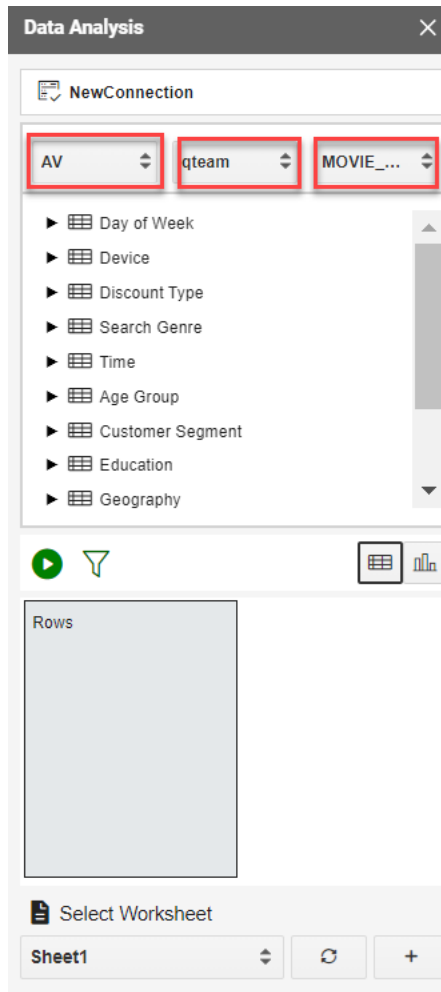 Data Analysis
NewConnection
AV qteam MOVIE_...
Day of Week
Device
Discount Type
Search Genre
Time
Age Group
Customer Segment
Education
Geography
Rows
Select Worksheet
Sheet1